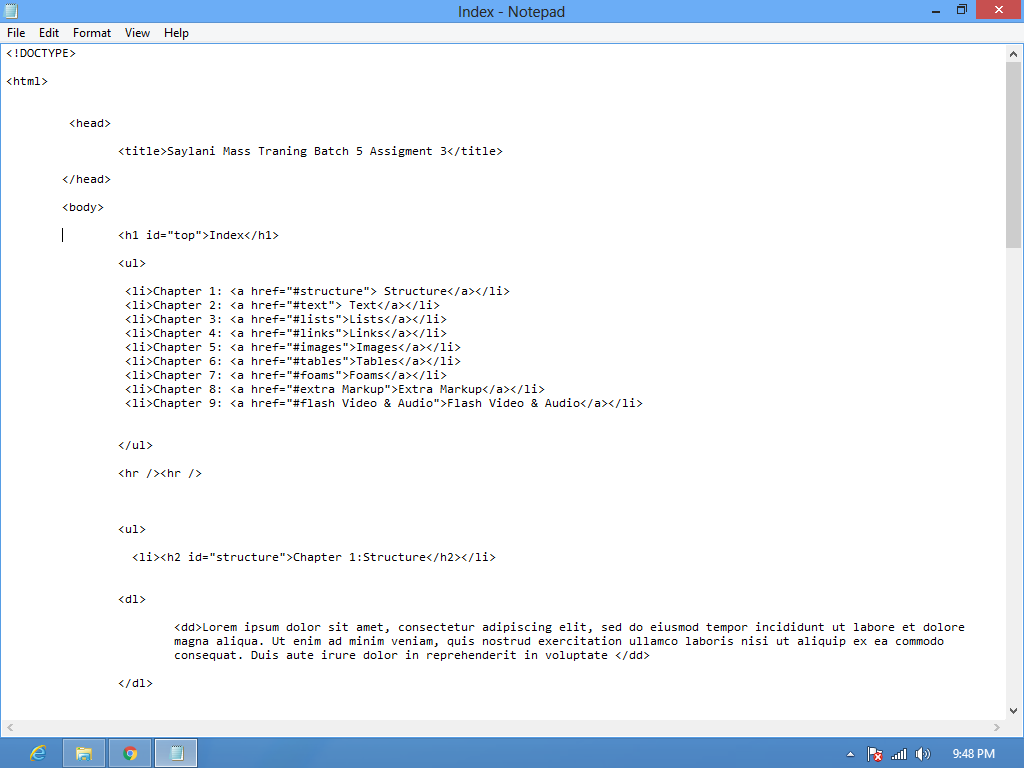 Index - Notepad
File Edit Format View Help
<!DOCTYPE>
<html>
<head>
<title>Saylani Mass Traning Batch 5 Assigment 3</title>
</head>
<body>
<h1 id="top">Index</h1>
<ul>
<li>Chapter 1: <a href="#structure"> Structure</a></li>
<li>Chapter 2: <a href="#text"> Text</a></li>
<li>Chapter 3: <a href="#lists">Lists</a></li>
<li>Chapter 4: <a href="#links">Links</a></li>
<li>Chapter 5: <a href="#images">Images</a></li>
<li>Chapter 6: <a href="#tables">Tables</a></li>
<li>Chapter 7: <a href="#foams">Foams</a></li>
<li>Chapter 8: <a href="#extra Markup">Extra Markup</a></li>
<li>Chapter 9: <a href="#flash Video & Audio">Flash Video & Audio</a></li>
</ul>
<hr /><hr />
<ul>
<li><h2 id="structure">Chapter 1:Structure</h2></li>
<dl>
<dd>Lorem ipsum dolor sit amet, consectetur adipiscing elit, sed do eiusmod tempor incididunt ut labore et dolore
magna aliqua. Ut enim ad minim veniam, quis nostrud exercitation ullamco laboris nisi ut aliquip ex ea commodo
consequat. Duis aute irure dolor in reprehenderit in voluptate </dd>
</dl>
9:48 PM